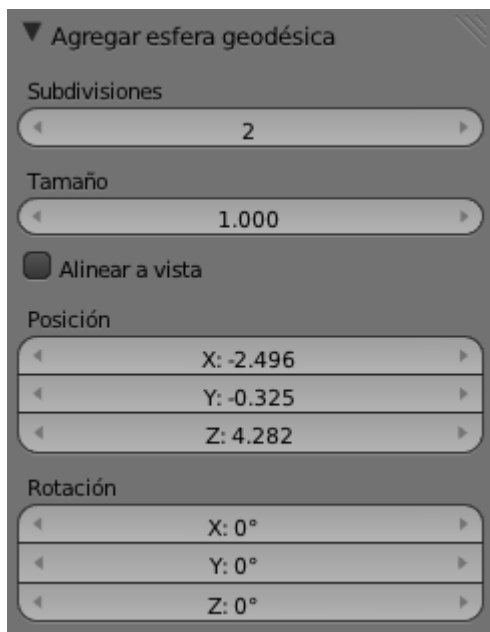 Agregar esfera geodésica
Subdivisiones
2
Tamaño
1.000
Alinear a vista
Posición
X: -2.496
Y: -0.325
Z: 4.282
Rotación
X: 0°
Y: 0°
Z: 0°